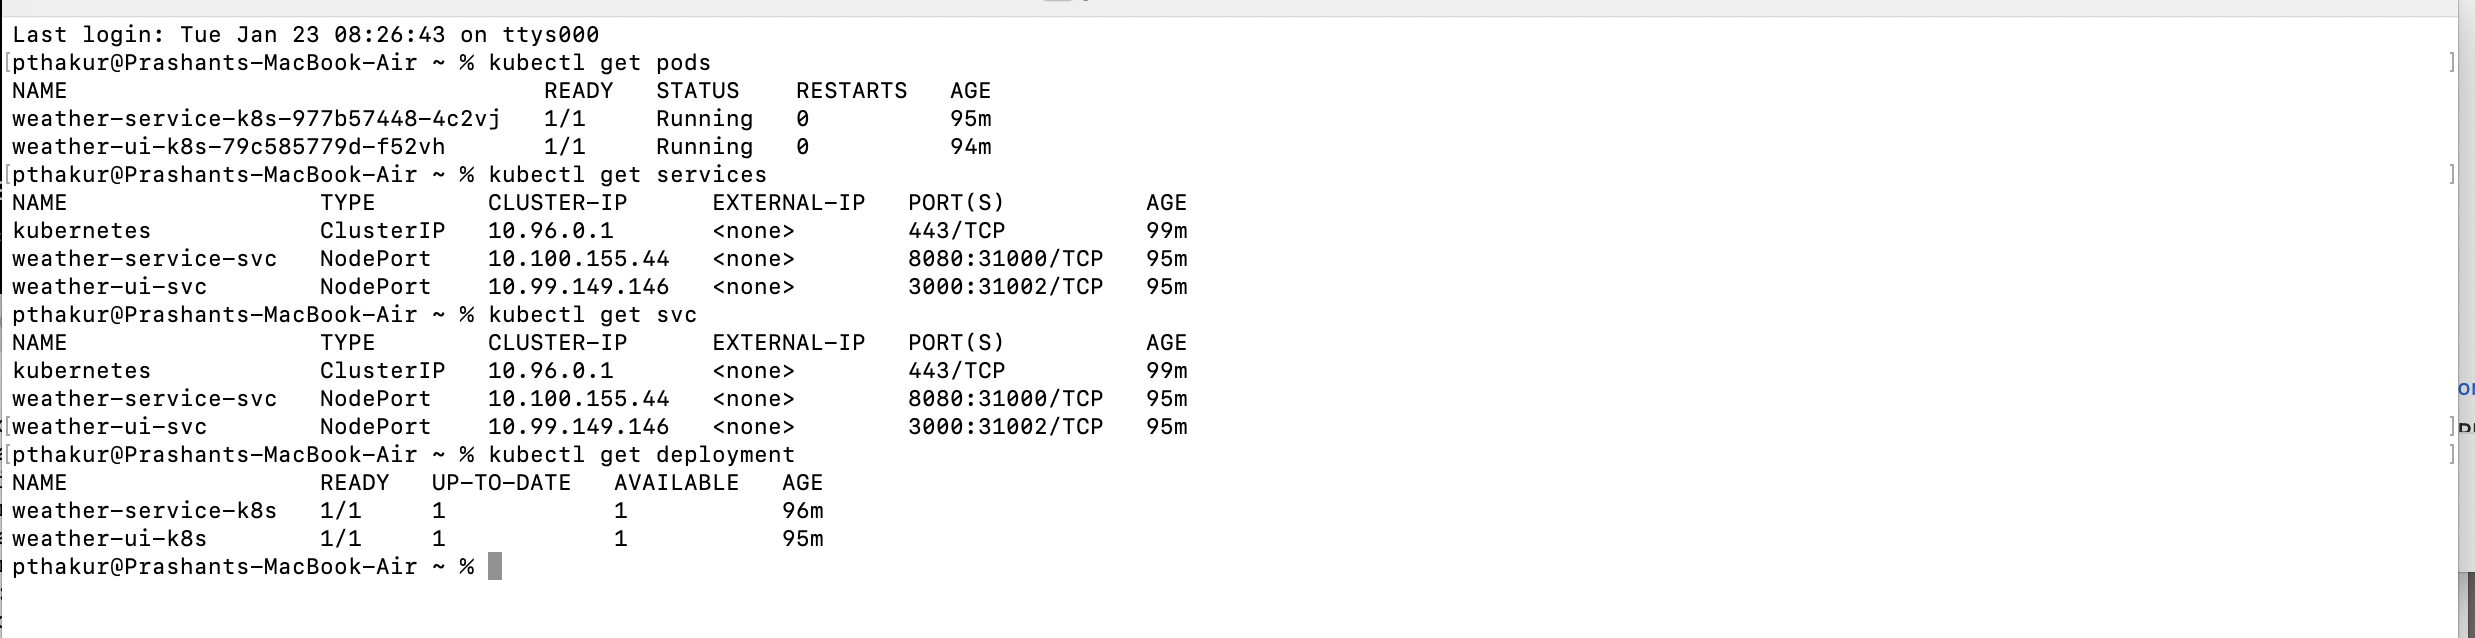 Last login: Tue Jan 23 08:26:43 on ttys000
[pthakur@Prashants-MacBook-Air ~ % kubectl get pods ]
NAME READY STATUS RESTARTS AGE
weather-service-k8s-977b57448-4c2vj 1/1 Running 0 95m
weather-ui-k8s-79c585779d-f52vh 1/1 Running 0 94m
[pthakur@Prashants-MacBook-Air ~ % kubectl get services ]
NAME TYPE CLUSTER-IP EXTERNAL-IP PORT(S) AGE
kubernetes ClusterIP 10.96.0.1 <none> 443/TCP 99m
weather-service-svc NodePort 10.100.155.44 <none> 8080:31000/TCP 95m
weather-ui-svc NodePort 10.99.149.146 <none> 3000:31002/TCP 95m
pthakur@Prashants-MacBook-Air ~ % kubectl get svc
NAME TYPE CLUSTER-IP EXTERNAL-IP PORT(S) AGE
kubernetes ClusterIP 10.96.0.1 <none> 443/TCP 99m
weather-service-svc NodePort 10.100.155.44 <none> 8080:31000/TCP 95m
[weather-ui-svc NodePort 10.99.149.146 <none> 3000:31002/TCP 95m ]
[pthakur@Prashants-MacBook-Air ~ % kubectl get deployment ]
NAME READY UP-TO-DATE AVAILABLE AGE
weather-service-k8s 1/1 1 1 96m
weather-ui-k8s 1/1 1 1 95m
pthakur@Prashants-MacBook-Air ~ %